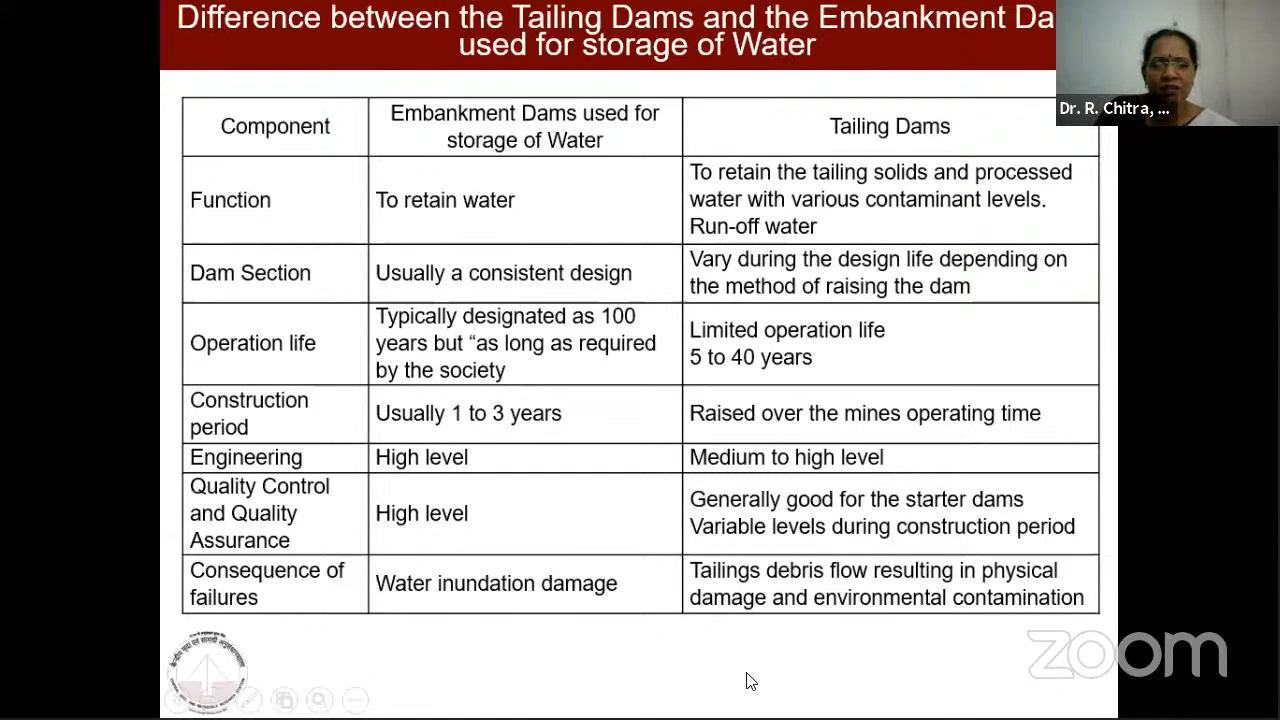 Difference between the Tailing Dams and the Embankment Da
used for storage of Water
Dr. R. Chitra, ...
Component
Embankment Dams used for
storage of Water
Tailing Dams
Function
To retain water
To retain the tailing solids and processed
water with various contaminant levels.
Run-off water
Dam Section
Usually a consistent design
Vary during the design life depending on
the method of raising the dam
Operation life
Typically designated as 100
years but “as long as required
by the society
Limited operation life
5 to 40 years
Construction
period
Usually 1 to 3 years
Raised over the mines operating time
Engineering
High level
Medium to high level
Quality Control
and Quality
Assurance
High level
Generally good for the starter dams
Variable levels during construction period
Consequence of
failures
Water inundation damage
Tailings debris flow resulting in physical
damage and environmental contamination
zoom